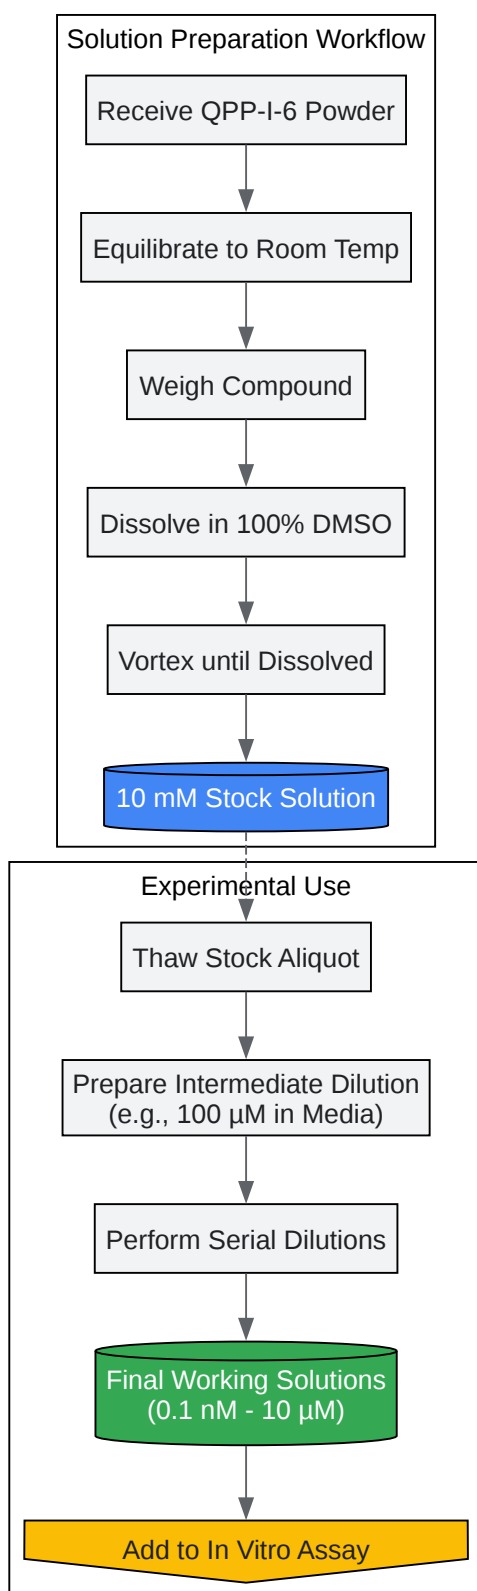 Solution Preparation Workflow
Receive QPP-I-6 Powder
Equilibrate to Room Temp
Weigh Compound
Dissolve in 100% DMSO
Vortex until Dissolved
10 mM Stock Solution
Experimental Use
Thaw Stock Aliquot
Prepare Intermediate Dilution
(e.g., 100 µM in Media)
Perform Serial Dilutions
Final Working Solutions
(0.1 nM - 10 µM)
Add to In Vitro Assay